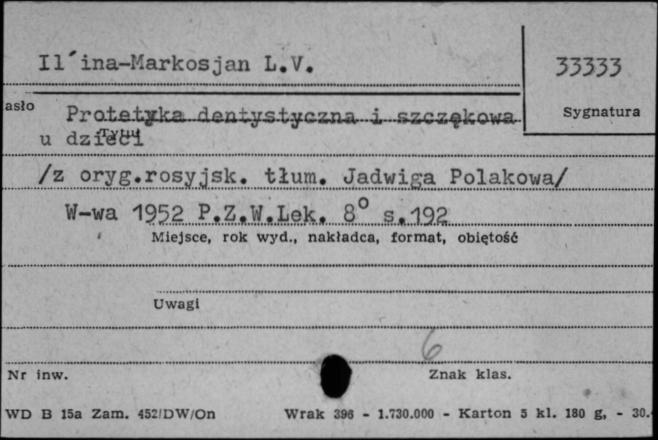 Il´ina-Markosjan L.V.
33333
asło
Protetyka dentystyczna i szczękowa
Sygnatura
u dzieci
Tytuł
/z oryg.rosyjsk. tłum. Jadwiga Polakowa/
W-wa 1952 P.Z.W.Lek. 8° s.192
Miejsce, rok wyd., nakładca, format, objętość
Uwagi
6
Nr inw.
Znak klas.
WD B 15a Zam. 452/DW/On Wrak 396 - 1.730.000 - Karton 5 kl. 180 g, - 30.